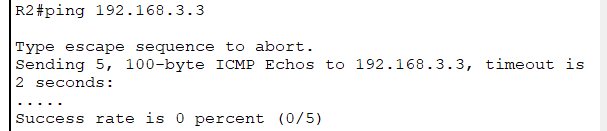 R2#ping 192.168.3.3
Type escape sequence to abort.
Sending 5, 100-byte ICMP Echos to 192.168.3.3, timeout is
2 seconds:
.....
Success rate is 0 percent (0/5)